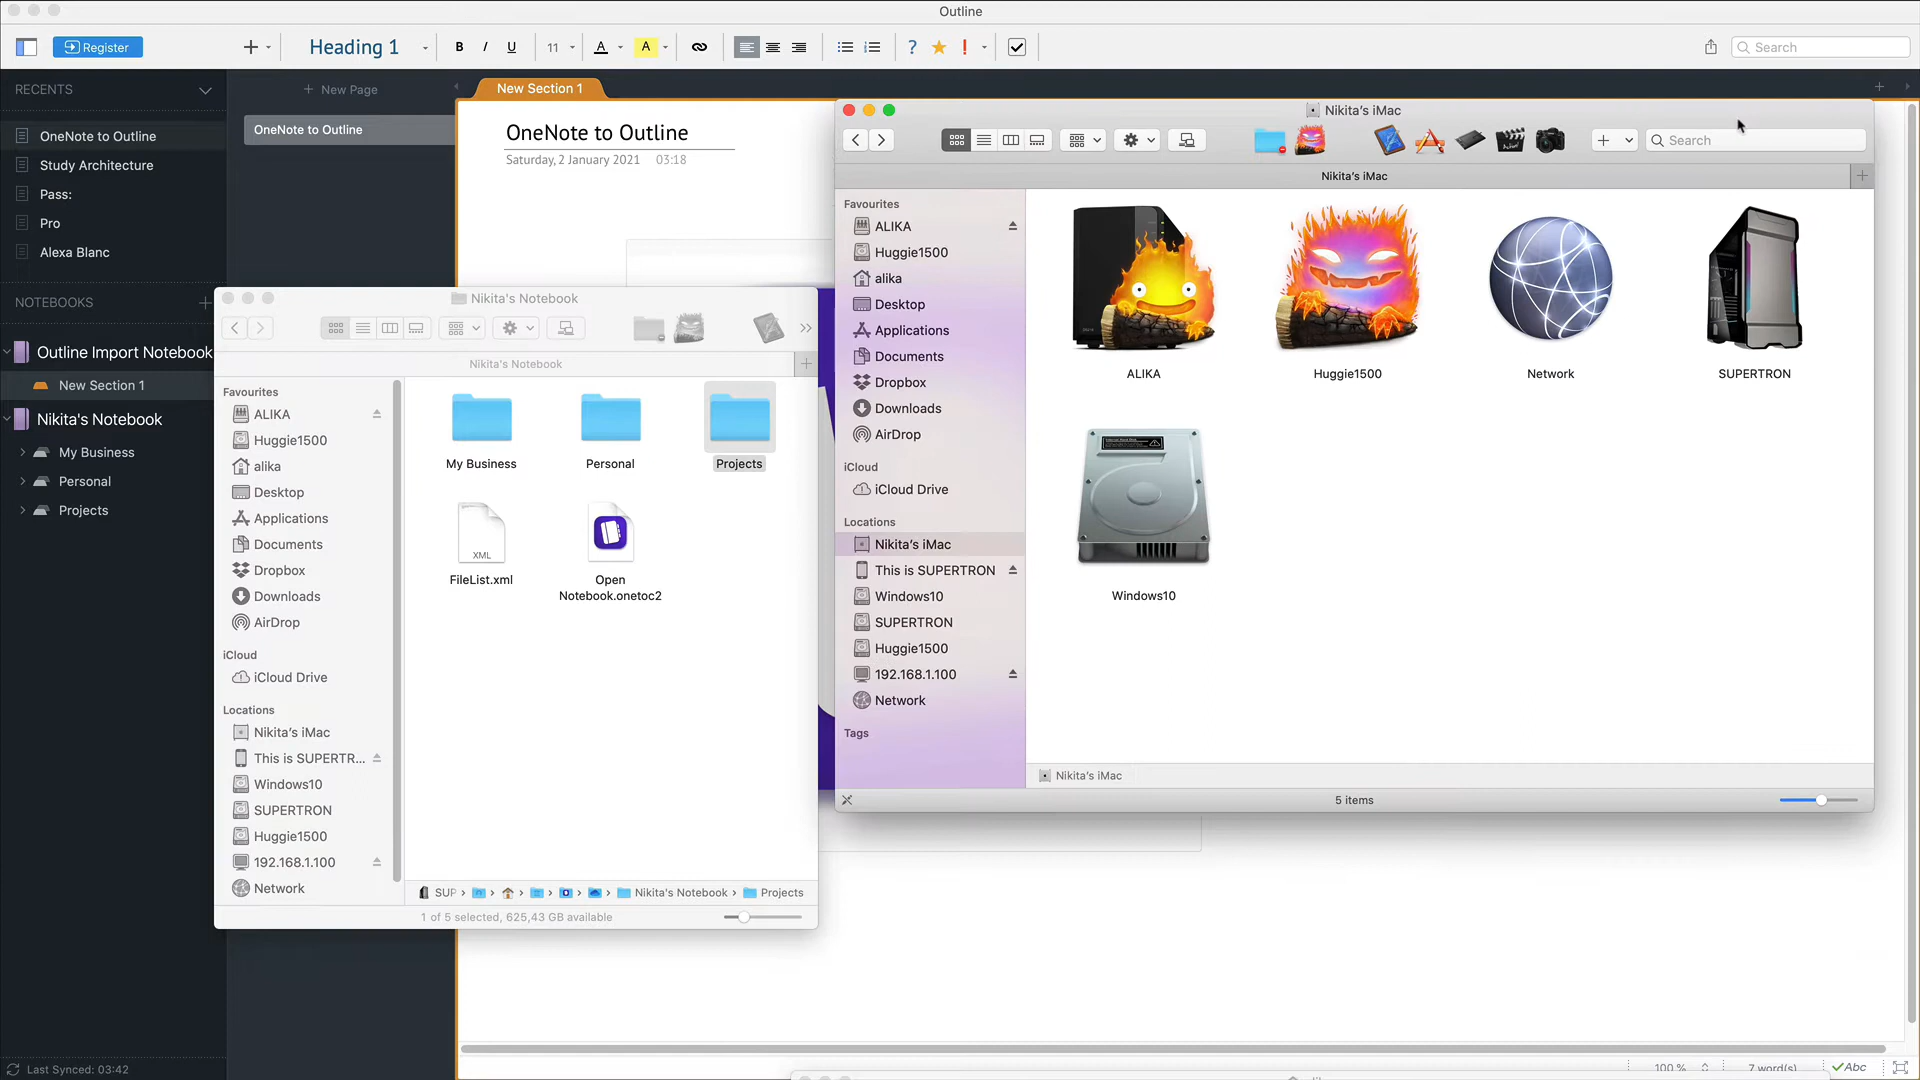 Outline
Register
Heading 1
B I U
11
A
A
?
!
Search
RECENTS
OneNote to Outline
Study Architecture
Pass:
Pro
Alexa Blanc
NOTEBOOKS
Outline Import Notebook
New Section 1
Nikita's Notebook
My Business
Personal
Projects
Last Synced: 03:42
New Page
OneNote to Outline
New Section 1
OneNote to Outline
Saturday, 2 January 2021 03:18
Nikita's Notebook
Nikita's Notebook
Favourites
ALIKA
Huggie1500
alika
Desktop
Applications
Documents
Dropbox
Downloads
AirDrop
iCloud
iCloud Drive
Locations
Nikita's iMac
This is SUPERTR...
Windows10
SUPERTRON
Huggie1500
192.168.1.100
Network
My Business
Personal
Projects
XML
FileList.xml
Open
Notebook.onetoc2
SUP
Nikita's Notebook
Projects
1 of 5 selected, 625,43 GB available
Nikita's iMac
Search
Nikita's iMac
Favourites
ALIKA
Huggie1500
alika
Desktop
Applications
Documents
Dropbox
Downloads
AirDrop
iCloud
iCloud Drive
Locations
Nikita's iMac
This is SUPERTRON
Windows10
SUPERTRON
Huggie1500
192.168.1.100
Network
Tags
ALIKA
Huggie1500
Network
SUPERTRON
Windows10
Nikita's iMac
5 items
100 %
7 word(s)
Abc